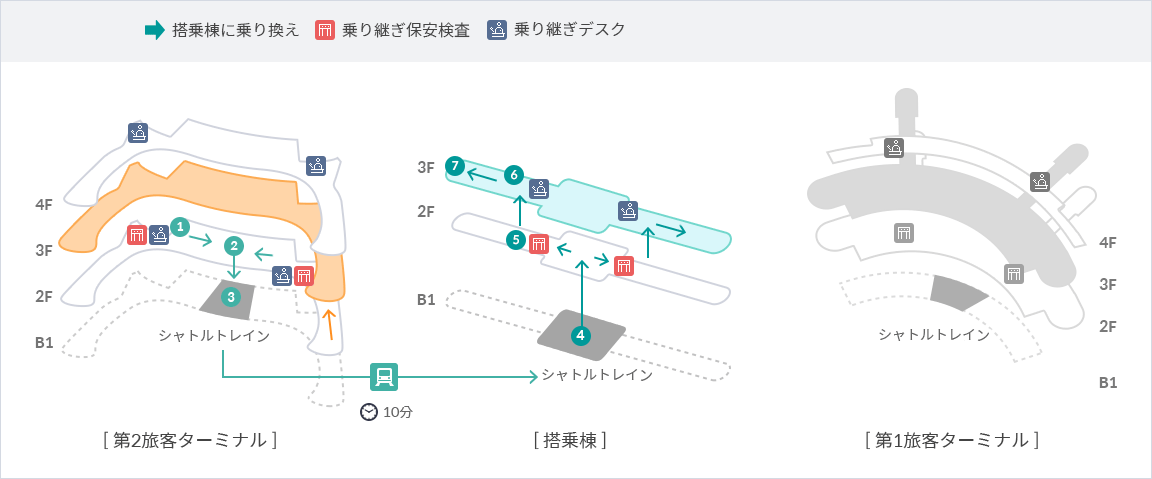 搭乗棟に乗り換え 乗り継ぎ保安検査 乗り継ぎデスク
4F
3F
2F
B1
1
2
3
シャトルトレイン
10分
[ 第2旅客ターミナル ]
3F
2F
B1
7
6
5
4
シャトルトレイン
[ 搭乗棟 ]
シャトルトレイン
4F
3F
2F
B1
[ 第1旅客ターミナル ]